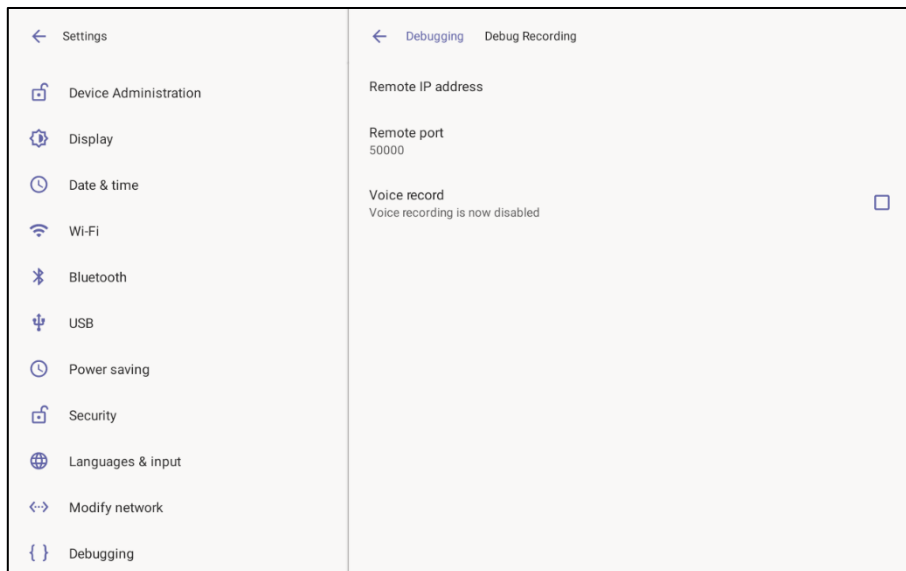 Settings
Device Administration
Display
Date & time
Wi-Fi
Bluetooth
USB
Power saving
Security
Languages & input
Modify network
Debugging
Debugging Debug Recording
Remote IP address
Remote port
50000
Voice record
Voice recording is now disabled